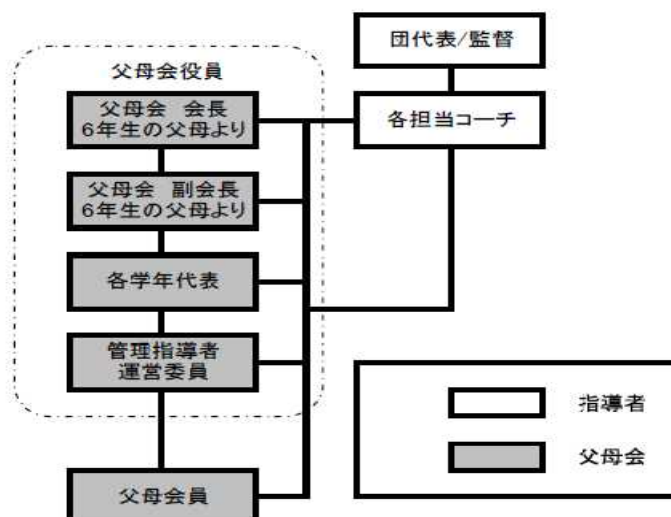 団代表/監督
父母会役員
父母会　会長
6年生の父母より
各担当コーチ
父母会　副会長
6年生の父母より
各学年代表
管理指導者
運営委員
指導者
父母会
父母会員